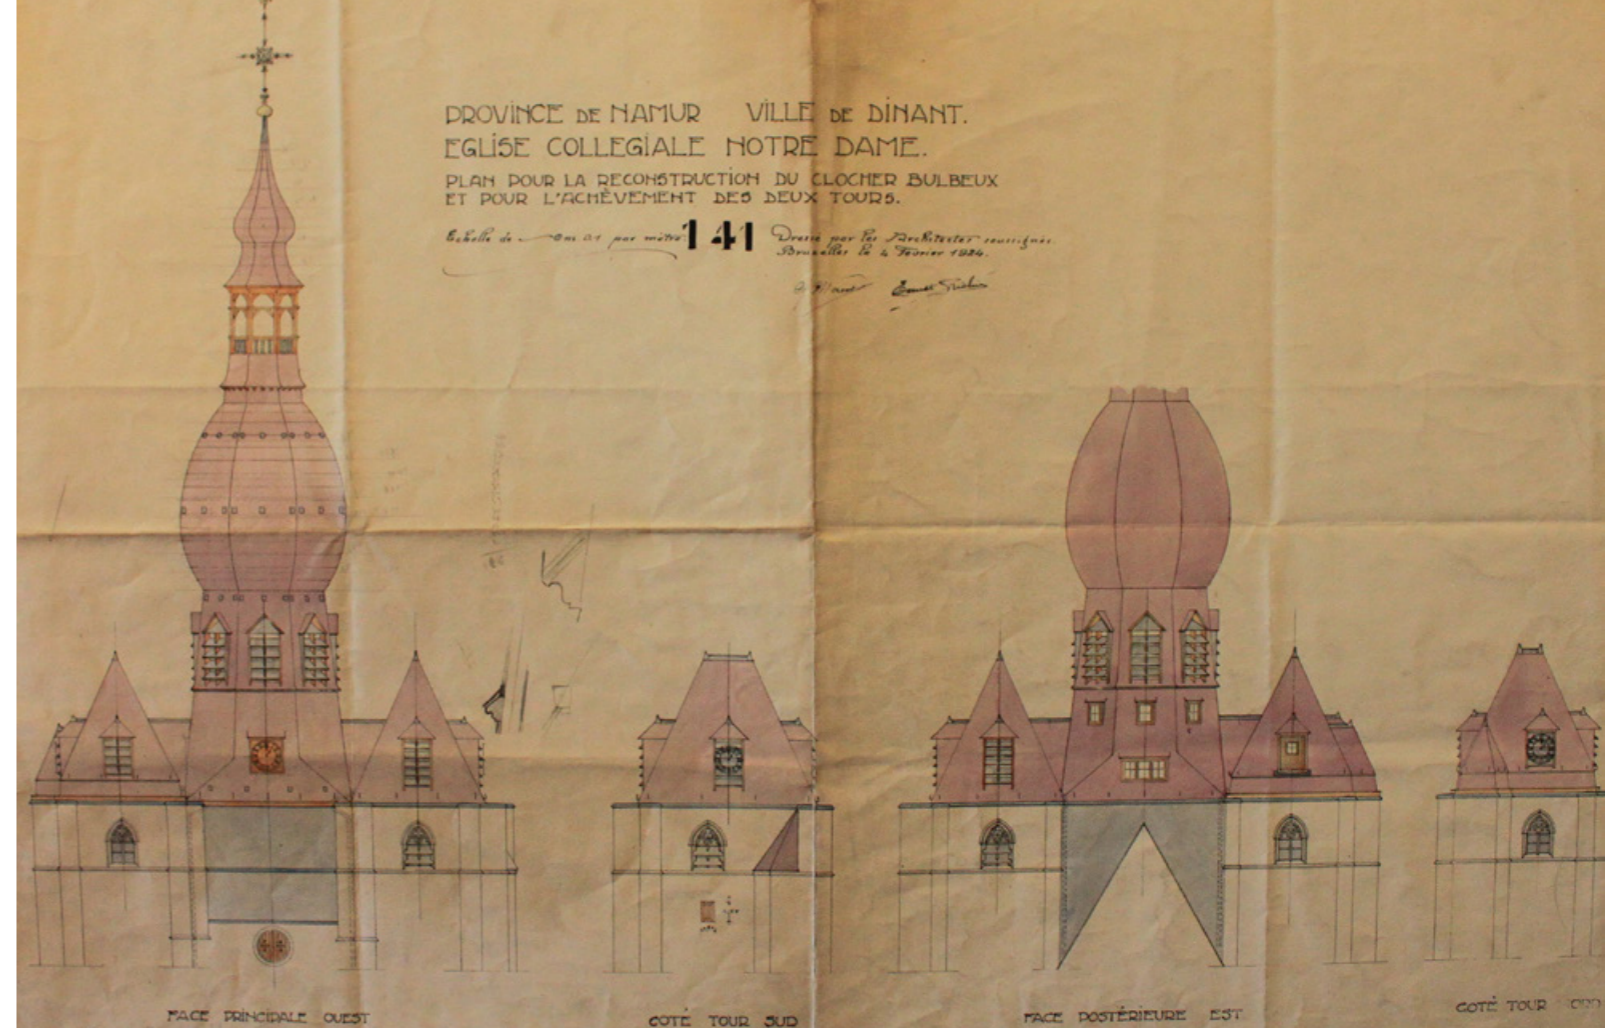 PROVINCE DE NAMUR VILLE DE DINANT.
EGLISE COLLEGIALE NOTRE DAME.
PLAN POUR LA RECONSTRUCTION DU CLOCHER BULBEUX
ET POUR L'ACHÈVEMENT DES DEUX TOURS.
Echelle de 0m 01 par mètre. 141 Dressé par les Architectes soussignés.
Bruxelles le 4 Février 1924.
FACE PRINCIPALE OUEST
COTÉ TOUR SUD
FACE POSTÉRIEURE EST
COTÉ TOUR